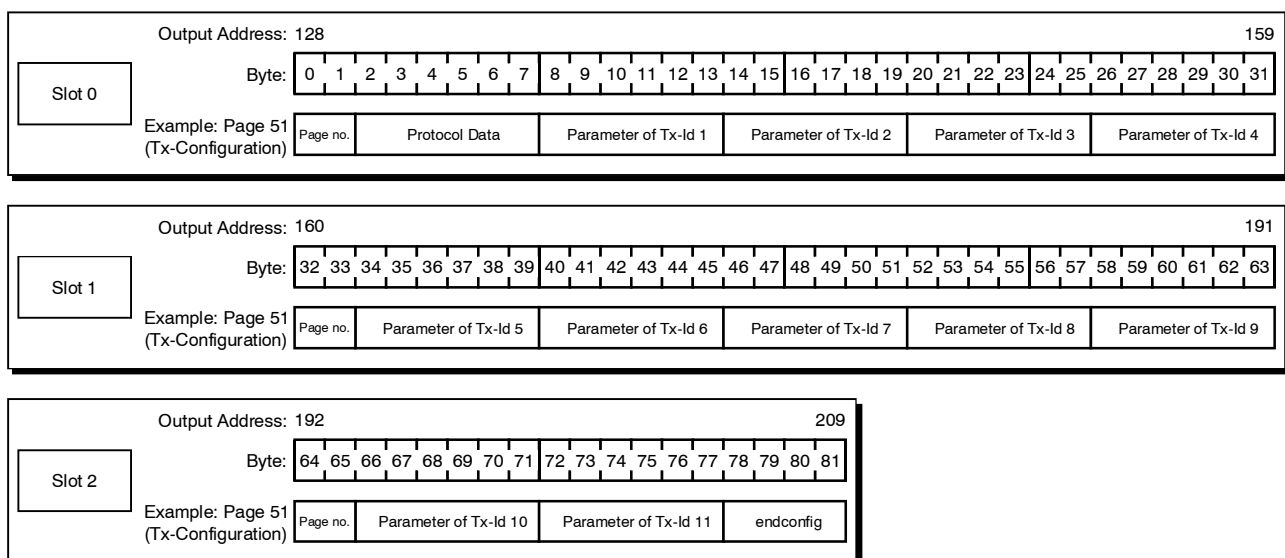 Output Address: 128 159
Slot 0
Byte: 0 1 2 3 4 5 6 7 8 9 10 11 12 13 14 15 16 17 18 19 20 21 22 23 24 25 26 27 28 29 30 31
Example: Page 51
(Tx-Configuration)
Page no. Protocol Data Parameter of Tx-Id 1 Parameter of Tx-Id 2 Parameter of Tx-Id 3 Parameter of Tx-Id 4
Output Address: 160 191
Slot 1
Byte: 32 33 34 35 36 37 38 39 40 41 42 43 44 45 46 47 48 49 50 51 52 53 54 55 56 57 58 59 60 61 62 63
Example: Page 51
(Tx-Configuration)
Page no. Parameter of Tx-Id 5 Parameter of Tx-Id 6 Parameter of Tx-Id 7 Parameter of Tx-Id 8 Parameter of Tx-Id 9
Output Address: 192 209
Slot 2
Byte: 64 65 66 67 68 69 70 71 72 73 74 75 76 77 78 79 80 81
Example: Page 51
(Tx-Configuration)
Page no. Parameter of Tx-Id 10 Parameter of Tx-Id 11 endconfig